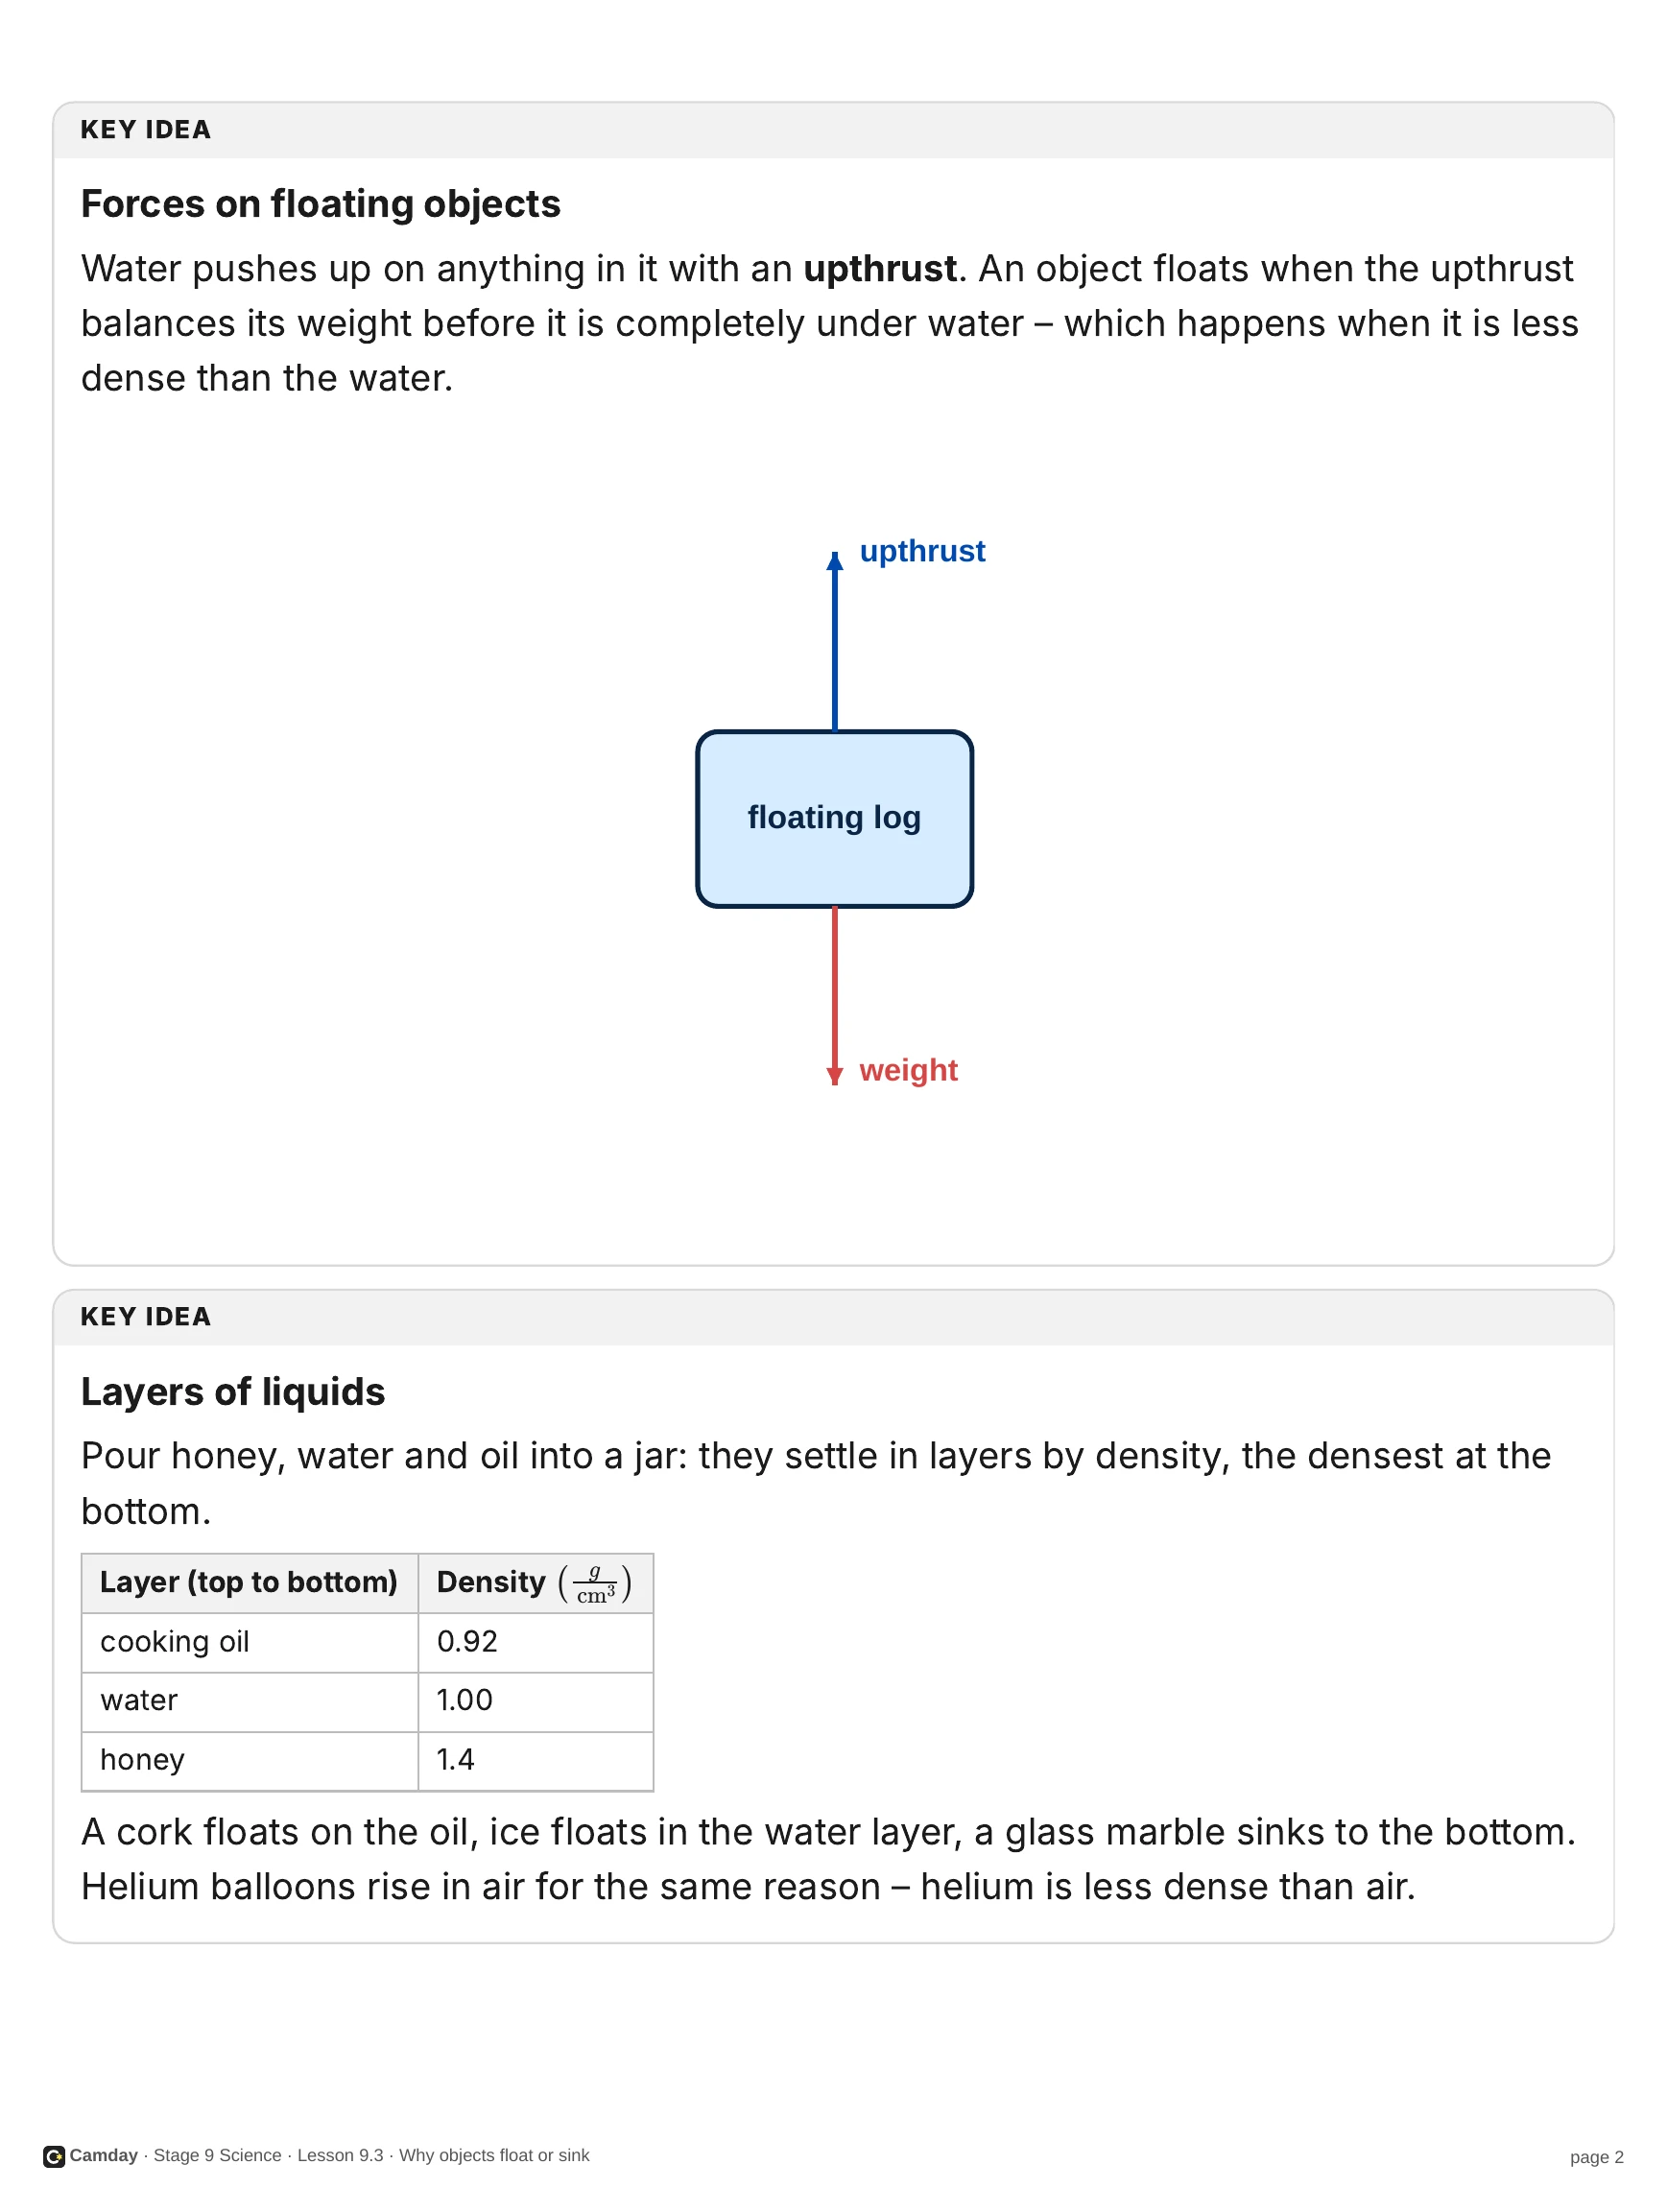 KEY IDEA
Forces on floating objects
Water pushes up on anything in it with an upthrust. An object floats when the upthrust
balances its weight before it is completely under water – which happens when it is less
dense than the water.
upthrust
floating log
weight
KEY IDEA
Layers of liquids
Pour honey, water and oil into a jar: they settle in layers by density, the densest at the
bottom.
Layer (top to bottom) Density (g/cm³)
cooking oil 0.92
water 1.00
honey 1.4
A cork floats on the oil, ice floats in the water layer, a glass marble sinks to the bottom.
Helium balloons rise in air for the same reason – helium is less dense than air.
Camday · Stage 9 Science · Lesson 9.3 · Why objects float or sink page 2